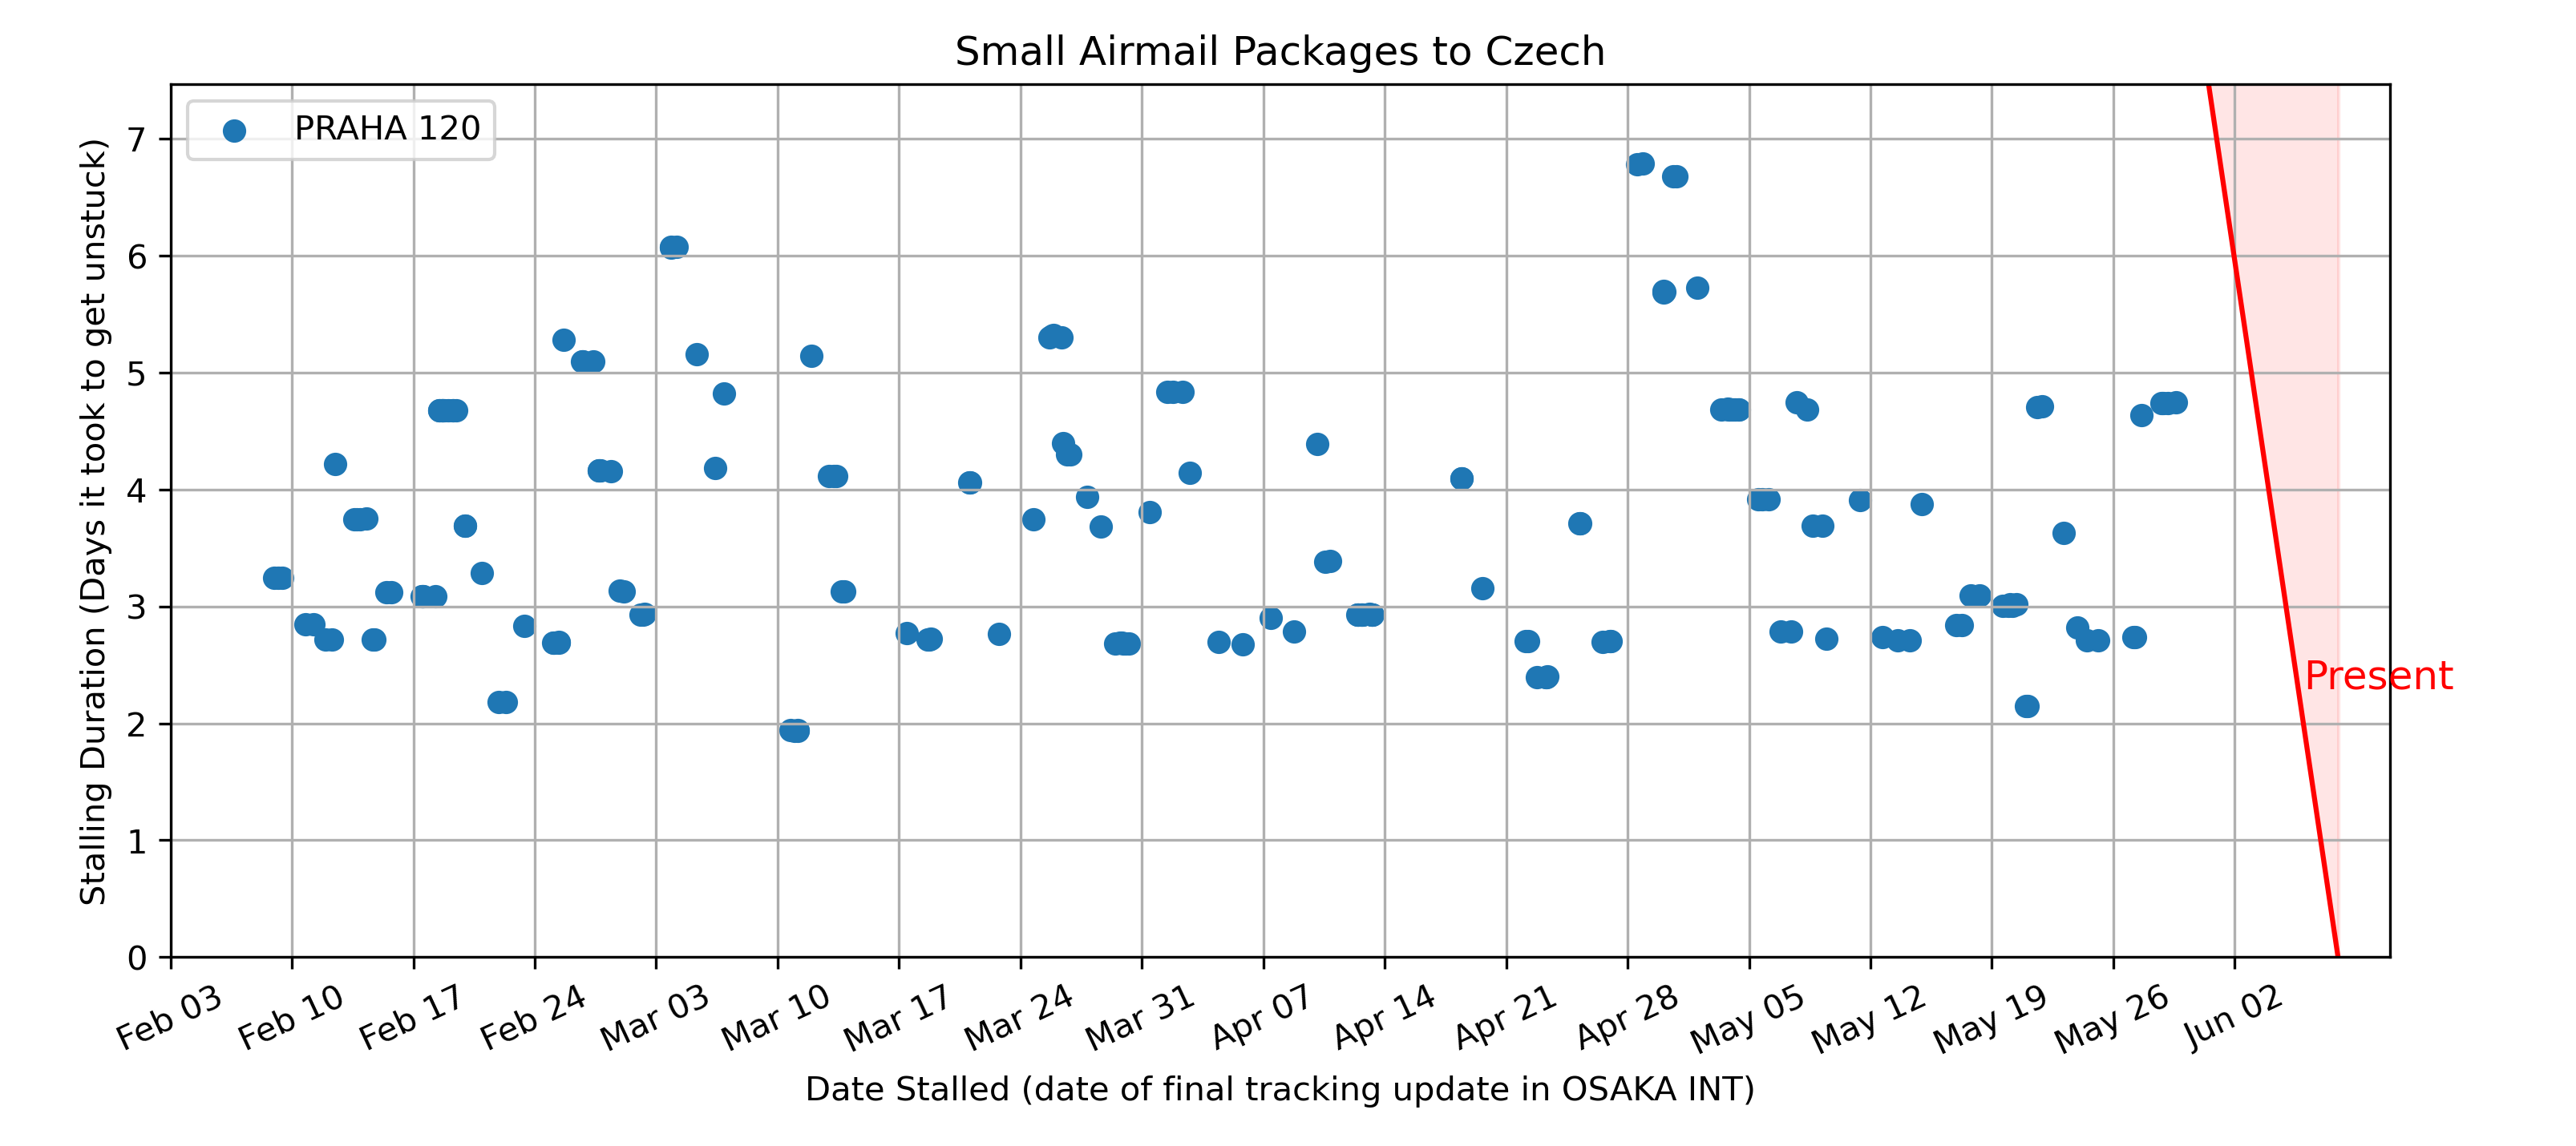 Small Airmail Packages to Czech
PRAHA 120
Stalling Duration (Days it took to get unstuck)
7
6
5
4
3
2
1
0
Present
Feb 03 Feb 10 Feb 17 Feb 24 Mar 03 Mar 10 Mar 17 Mar 24 Mar 31 Apr 07 Apr 14 Apr 21 Apr 28 May 05 May 12 May 19 May 26 Jun 02
Date Stalled (date of final tracking update in OSAKA INT)